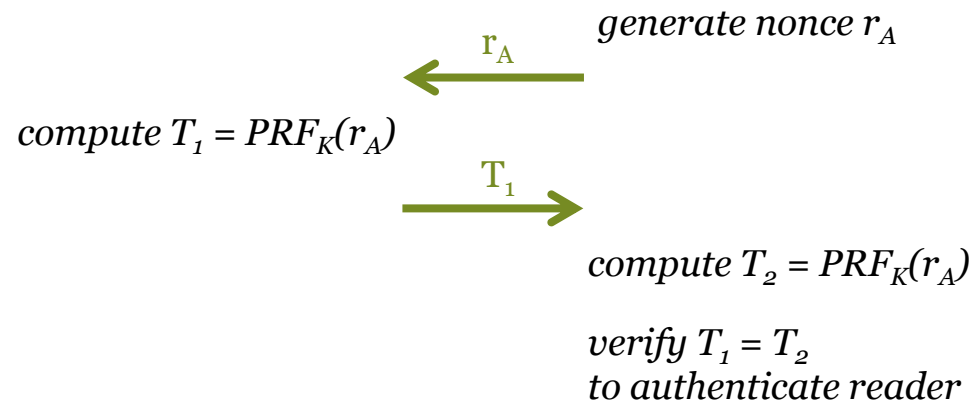 generate nonce r_A
r_A
compute T_1 = PRF_K(r_A)
T_1
compute T_2 = PRF_K(r_A)
verify T_1 = T_2
to authenticate reader